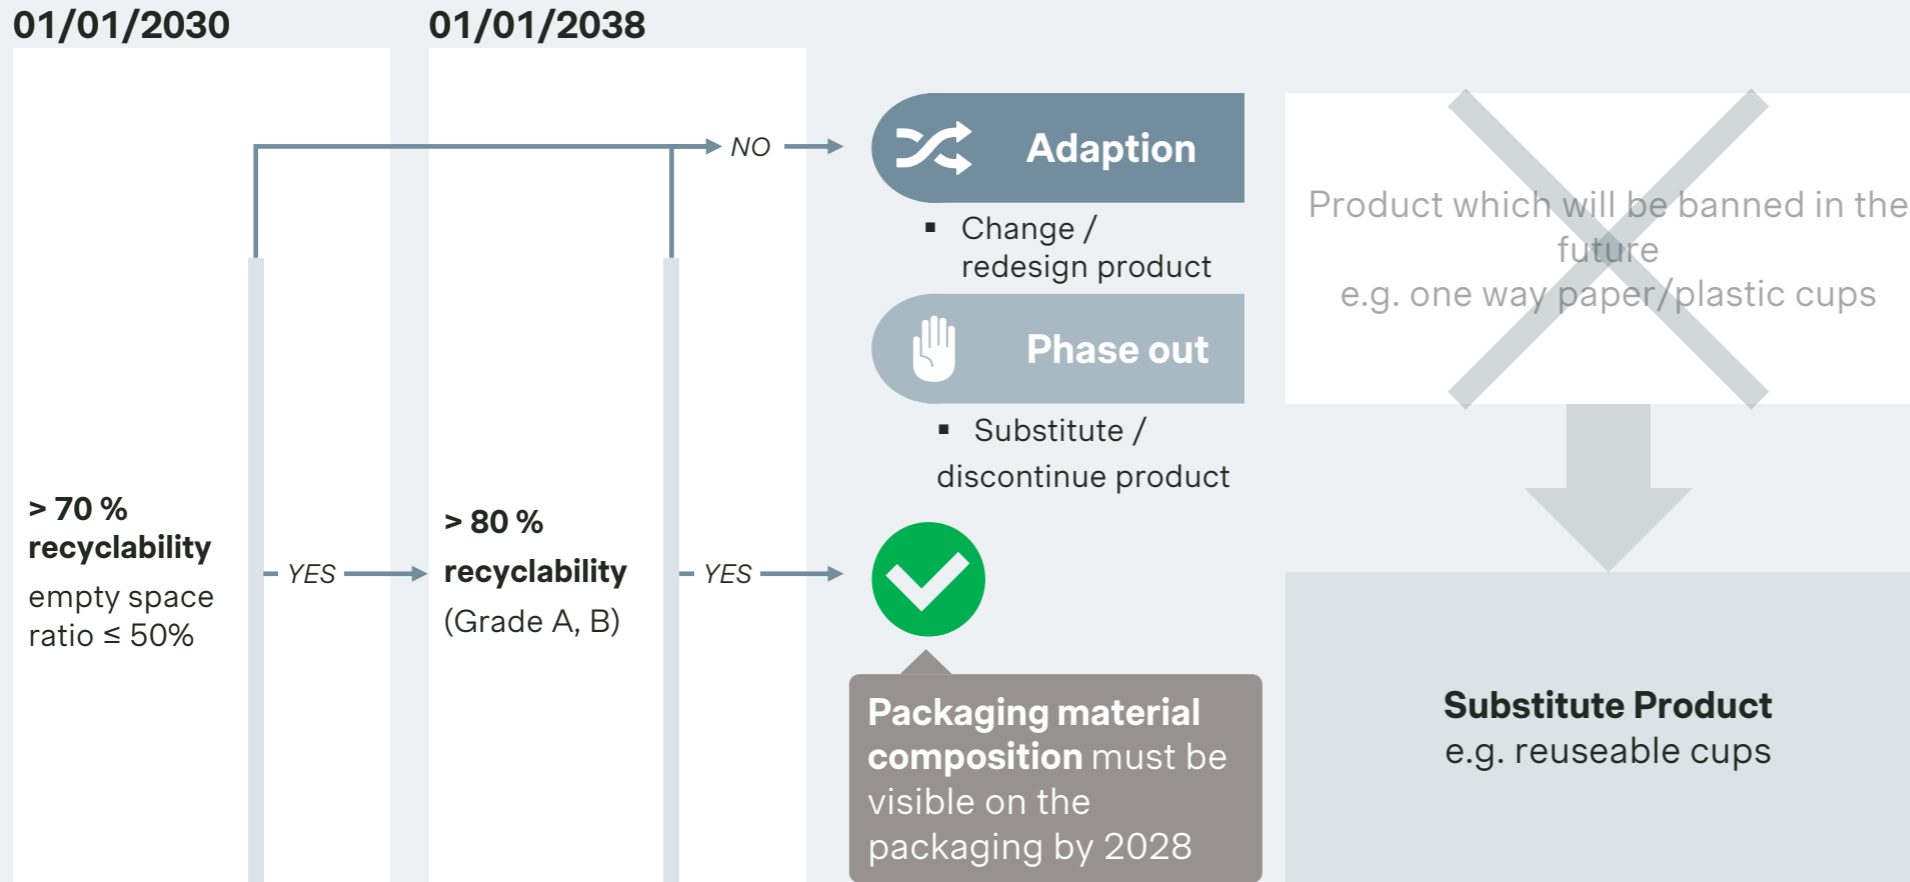 01/01/2030
> 70 %
recyclability
empty space
ratio ≤ 50%
YES
01/01/2038
> 80 %
recyclability
(Grade A, B)
YES
NO
Adaption
▪ Change /
redesign product
Phase out
▪ Substitute /
discontinue product
Packaging material
composition must be
visible on the
packaging by 2028
Product which will be banned in the
future
e.g. one way paper/plastic cups
Substitute Product
e.g. reuseable cups